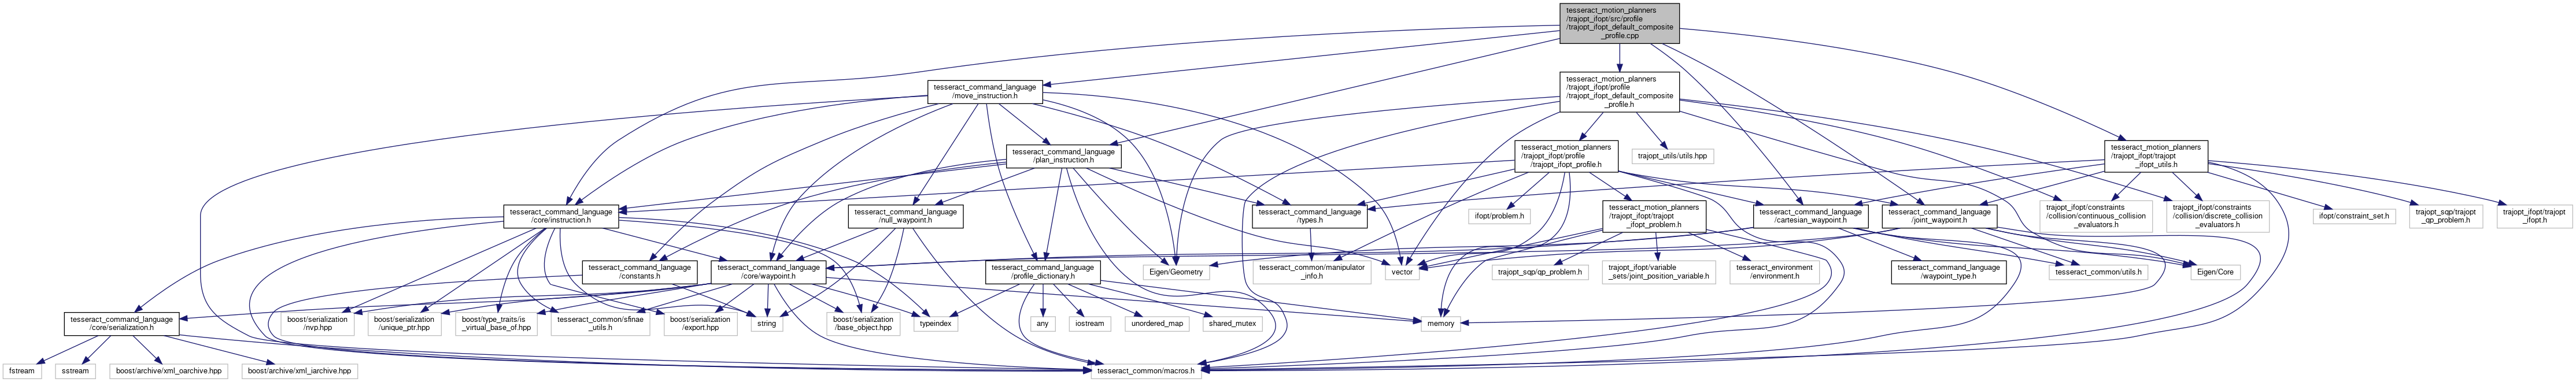 tesseract_motion_planners
/trajopt_ifopt/src/profile
/trajopt_ifopt_default_composite
_profile.cpp
tesseract_command_language
/move_instruction.h
tesseract_motion_planners
/trajopt_ifopt/profile
/trajopt_ifopt_default_composite
_profile.h
tesseract_command_language
/plan_instruction.h
tesseract_motion_planners
/trajopt_ifopt/profile
/trajopt_ifopt_profile.h
trajopt_utils/utils.hpp
tesseract_motion_planners
/trajopt_ifopt/trajopt
_ifopt_utils.h
tesseract_command_language
/core/instruction.h
tesseract_command_language
/null_waypoint.h
tesseract_command_language
/types.h
ifopt/problem.h
tesseract_motion_planners
/trajopt_ifopt/trajopt
_ifopt_problem.h
tesseract_command_language
/cartesian_waypoint.h
tesseract_command_language
/joint_waypoint.h
trajopt_ifopt/constraints
/collision/continuous_collision
_evaluators.h
trajopt_ifopt/constraints
/collision/discrete_collision
_evaluators.h
ifopt/constraint_set.h
trajopt_sqp/trajopt
_qp_problem.h
trajopt_ifopt/trajopt
_ifopt.h
tesseract_command_language
/constants.h
tesseract_command_language
/core/waypoint.h
tesseract_command_language
/profile_dictionary.h
Eigen/Geometry
tesseract_common/manipulator
_info.h
vector
trajopt_sqp/qp_problem.h
trajopt_ifopt/variable
_sets/joint_position_variable.h
tesseract_environment
/environment.h
tesseract_command_language
/waypoint_type.h
tesseract_common/utils.h
Eigen/Core
tesseract_command_language
/core/serialization.h
boost/serialization
/nvp.hpp
boost/serialization
/unique_ptr.hpp
boost/type_traits/is
_virtual_base_of.hpp
tesseract_common/sfinae
_utils.h
boost/serialization
/export.hpp
string
boost/serialization
/base_object.hpp
typeindex
any
iostream
unordered_map
shared_mutex
memory
fstream
sstream
boost/archive/xml_oarchive.hpp
boost/archive/xml_iarchive.hpp
tesseract_common/macros.h